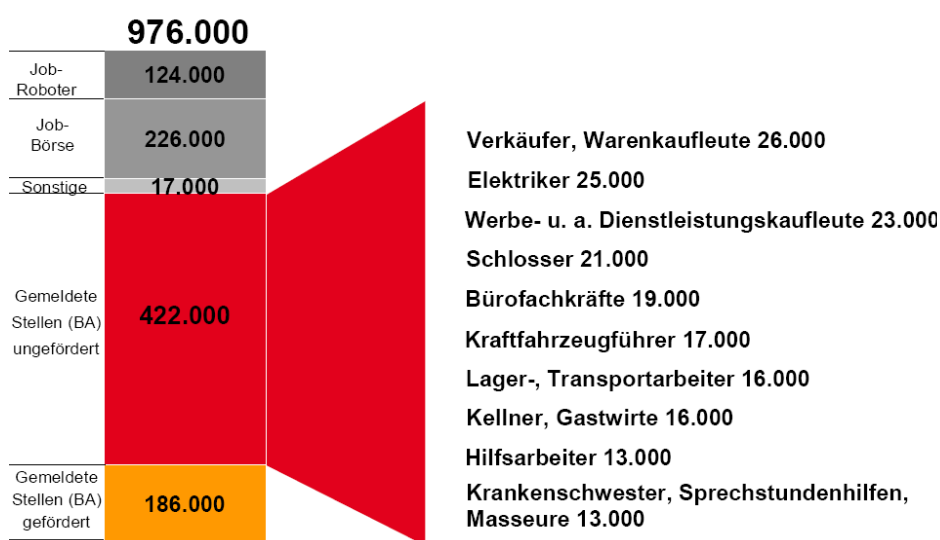 976.000
Job-
Roboter
124.000
Job-
Börse
226.000
Sonstige
17.000
Gemeldete
Stellen (BA)
ungefördert
422.000
Gemeldete
Stellen (BA)
gefördert
186.000
Verkäufer, Warenkaufleute 26.000
Elektriker 25.000
Werbe- u. a. Dienstleistungskaufleute 23.000
Schlosser 21.000
Bürofachkräfte 19.000
Kraftfahrzeugführer 17.000
Lager-, Transportarbeiter 16.000
Kellner, Gastwirte 16.000
Hilfsarbeiter 13.000
Krankenschwester, Sprechstundenhilfen,
Masseure 13.000